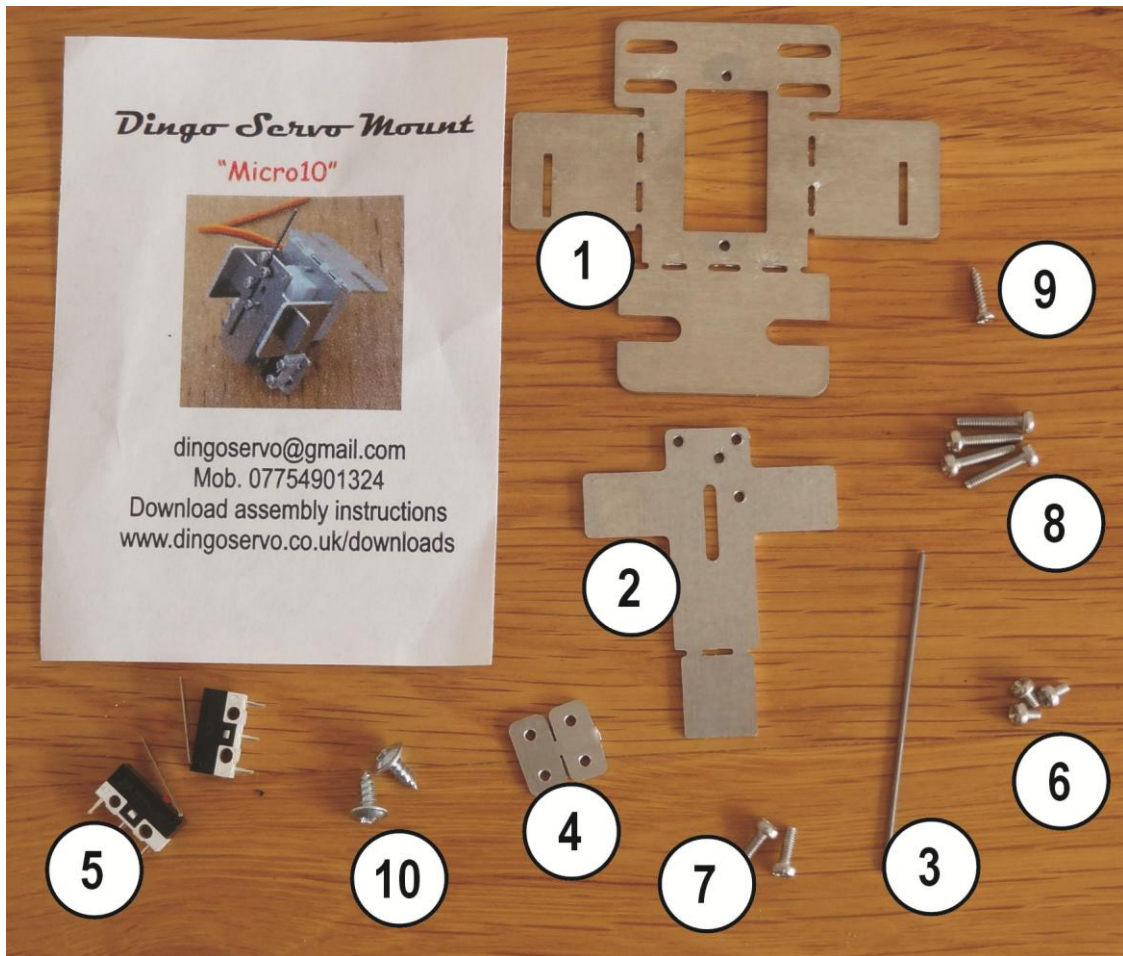 Dingo Servo Mount
"Micro10"
dingoservo@gmail.com
Mob. 07754901324
Download assembly instructions
www.dingoservo.co.uk/downloads
1
9
8
2
6
4
5
10
7
3